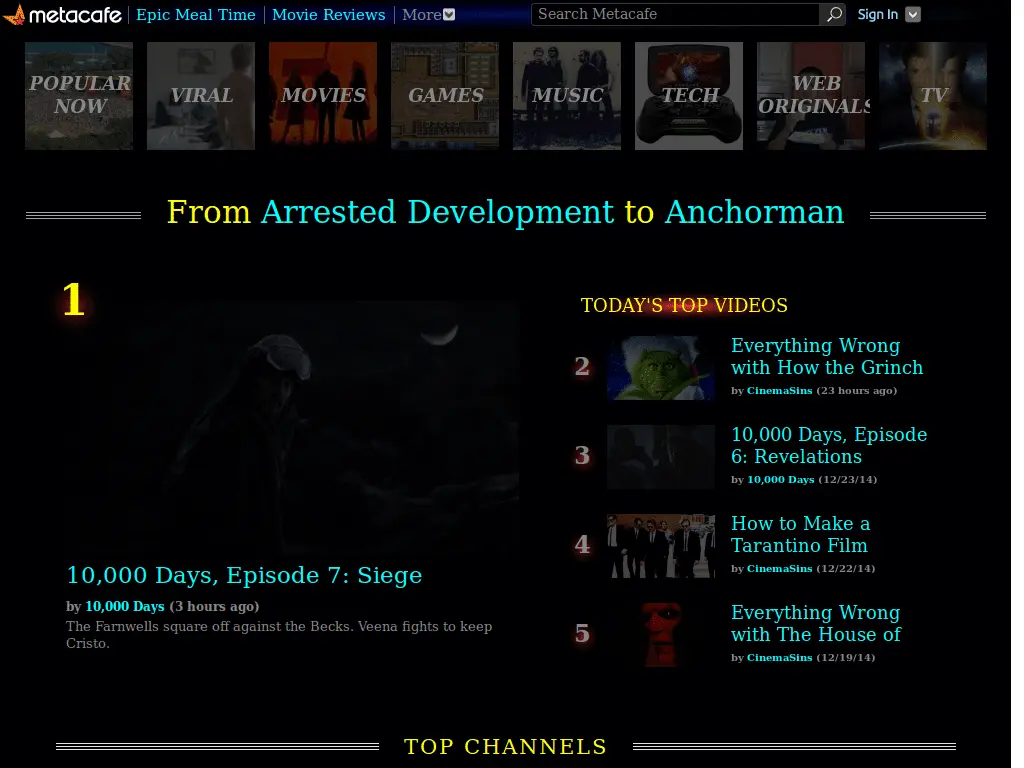 metacafe Epic Meal Time Movie Reviews More Search Metacafe Sign In
POPULAR NOW
VIRAL
MOVIES
GAMES
MUSIC
TECH
WEB ORIGINALS
TV
From Arrested Development to Anchorman
1
10,000 Days, Episode 7: Siege
by 10,000 Days (3 hours ago)
The Farnwells square off against the Becks. Veena fights to keep
Cristo.
TODAY'S TOP VIDEOS
2
Everything Wrong
with How the Grinch
by CinemaSins (23 hours ago)
3
10,000 Days, Episode
6: Revelations
by 10,000 Days (12/23/14)
4
How to Make a
Tarantino Film
by CinemaSins (12/22/14)
5
Everything Wrong
with The House of
by CinemaSins (12/19/14)
TOP CHANNELS